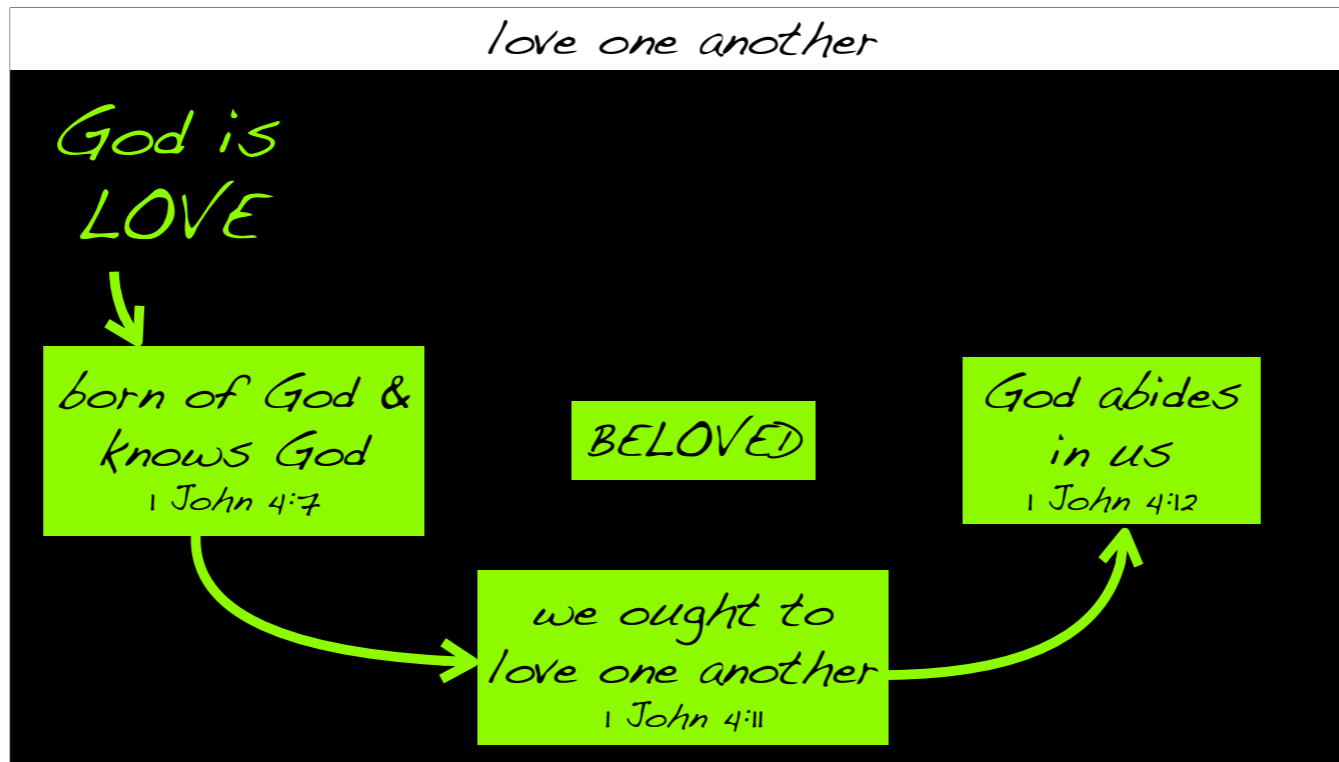 love one another
God is
LOVE
born of God &
knows God
1 John 4:7
BELOVED
we ought to
love one another
1 John 4:11
God abides
in us
1 John 4:12